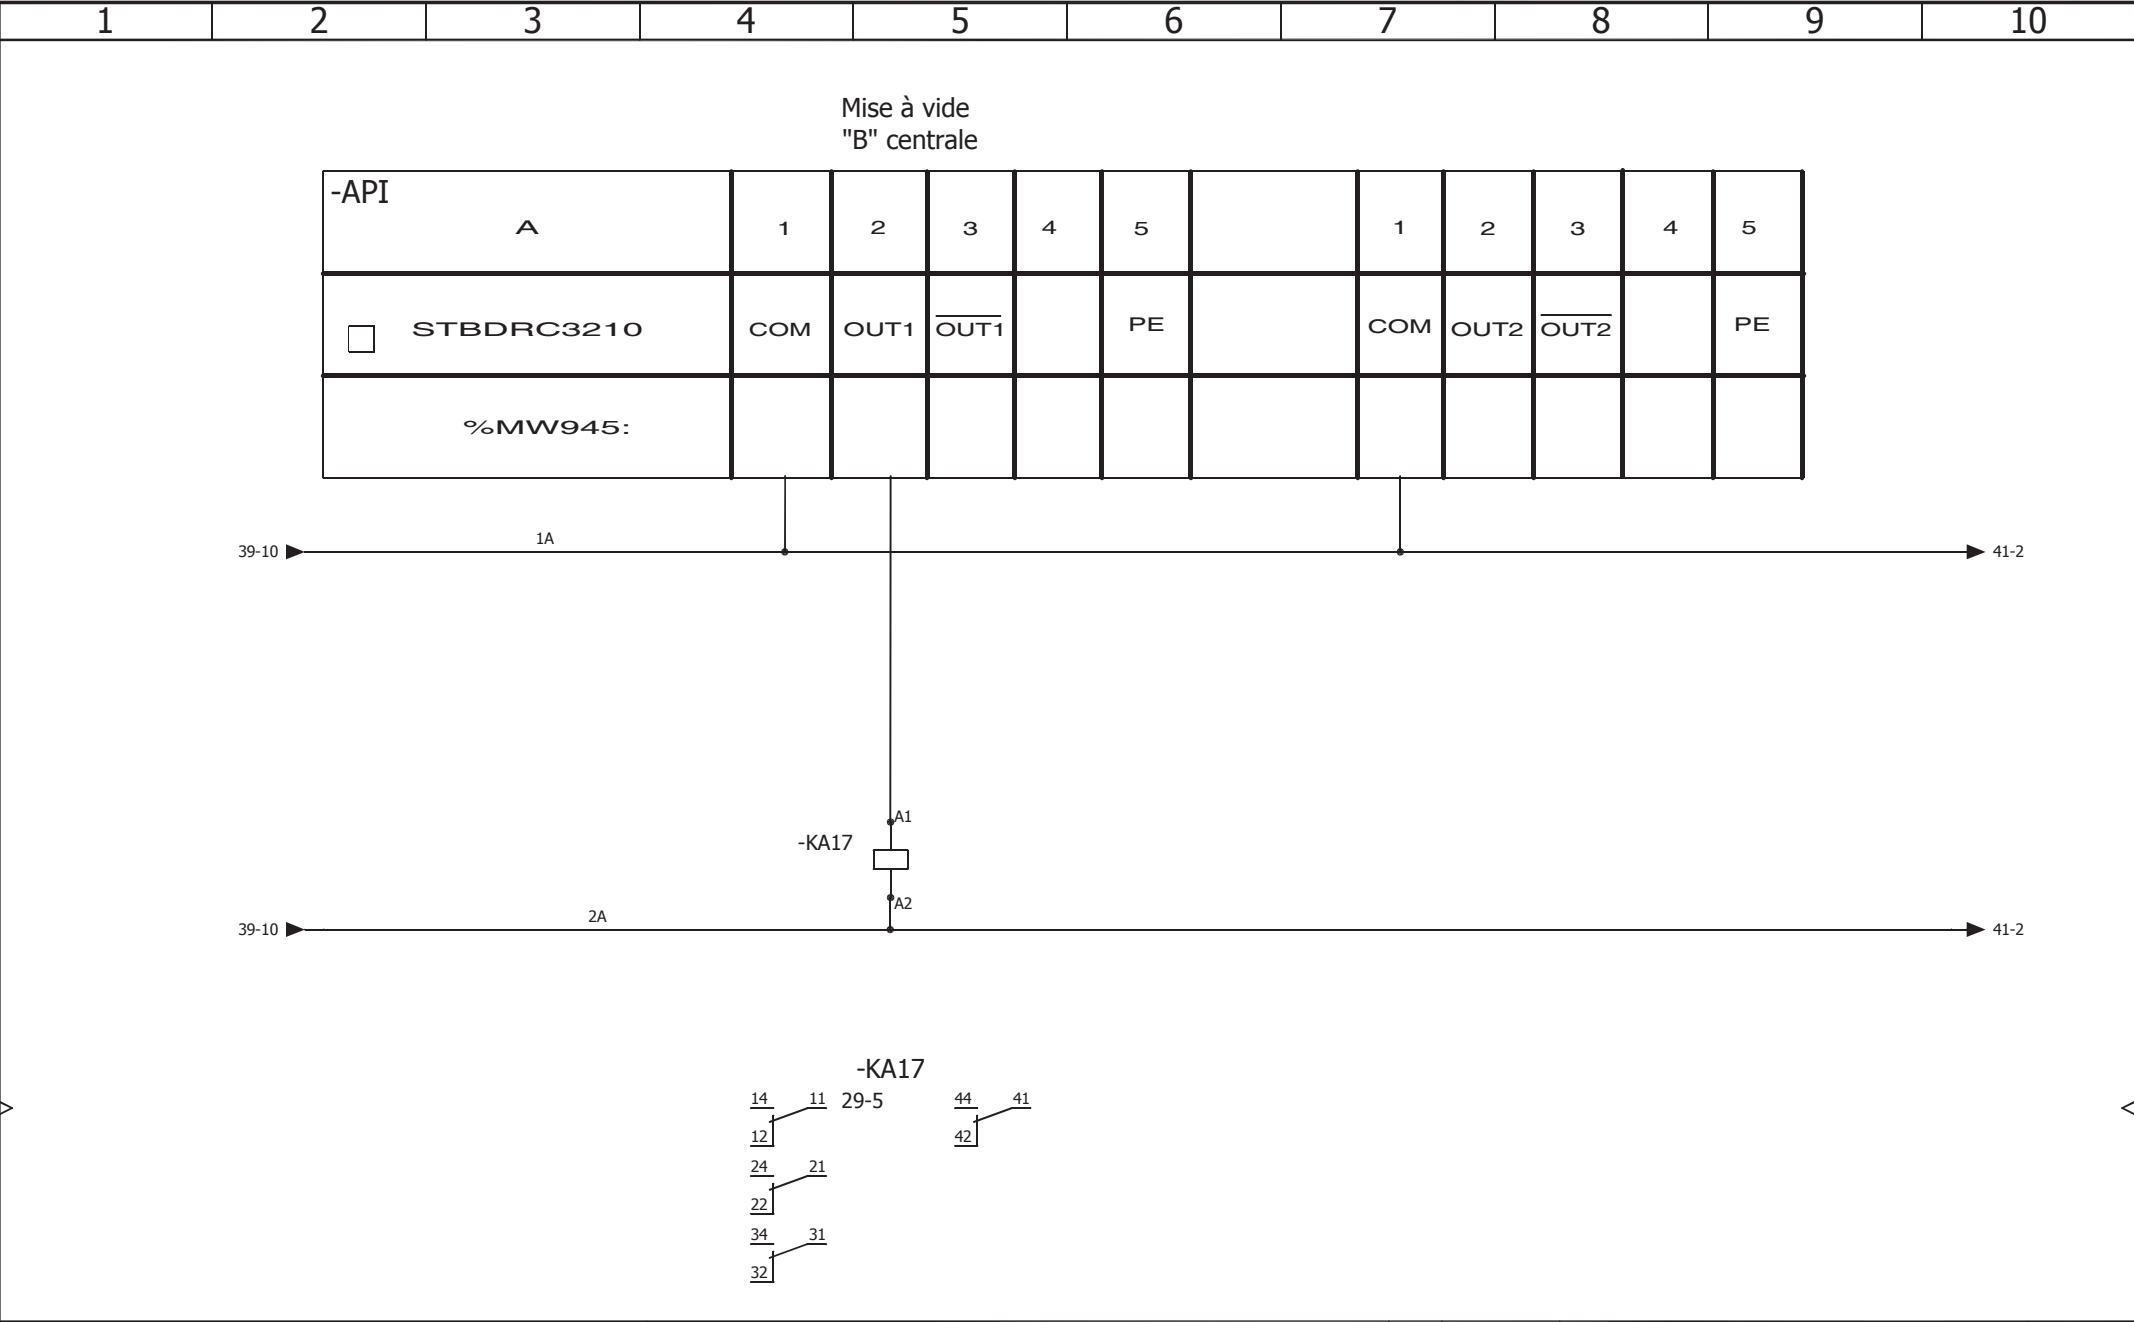 1 2 3 4 5 6 7 8 9 10
Mise à vide
"B" centrale
-API
A 1 2 3 4 5 1 2 3 4 5
STBDRC3210 COM OUT1 OUT1 PE COM OUT2 OUT2 PE
%MW945:
1A
39-10 41-2
A1
-KA17
A2
2A
39-10 41-2
-KA17
14 11 29-5 44 41
12 42
24 21
22
34 31
32